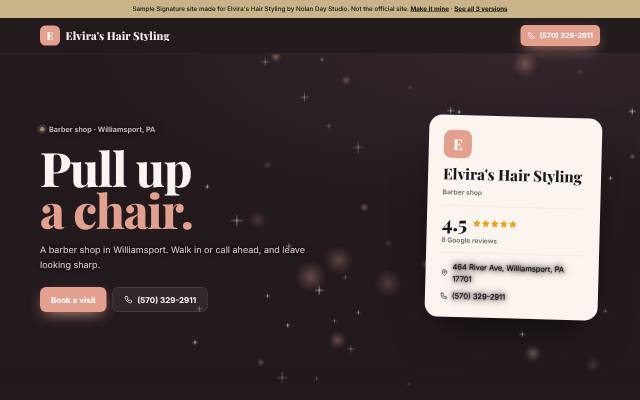 Sample Signature site made for Elvira's Hair Styling by Nolan Day Studio. Not the official site. Make it mine · See all 3 versions
E Elvira's Hair Styling
(570) 329-2911
Barber shop · Williamsport, PA
Pull up
a chair.
A barber shop in Williamsport. Walk in or call ahead, and leave
looking sharp.
Book a visit
(570) 329-2911
E
Elvira's Hair Styling
Barber shop
4.5
8 Google reviews
464 River Ave, Williamsport, PA
17701
(570) 329-2911